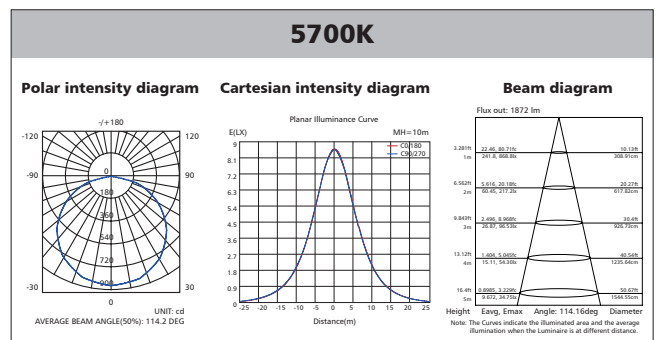 5700K
Polar intensity diagram
Cartesian intensity diagram
Beam diagram
-/+180
-120
120
-90
90
-30
30
0
0
180
360
540
720
900
UNIT: cd
AVERAGE BEAM ANGLE(50%): 114.2 DEG
Planar Illuminance Curve
E(LX)
MH=10m
C0/180
C90/270
9
8.1
7.2
6.3
5.4
4.5
3.6
2.7
1.8
0.9
0
-25 -20 -15 -10 -5 0 5 10 15 20 25
Distance(m)
Flux out: 1872 lm
3.281ft 22.46, 80.71fc 10.13ft
1m 241.8, 868.8lx 308.91cm
6.562ft 5.616, 20.18fc 20.27ft
2m 60.45, 217.2lx 617.82cm
9.843ft 2.496, 8.968fc 30.4ft
3m 26.87, 96.53lx 926.73cm
13.12ft 1.404, 5.045fc 40.54ft
4m 15.11, 54.30lx 1235.64cm
16.4ft 0.8985, 3.229fc 50.67ft
5m 9.672, 34.75lx 1544.55cm
Height Eavg, Emax Angle: 114.16deg Diameter
Note: The Curves indicate the illuminated area and the average
illumination when the Luminaire is at different distance.